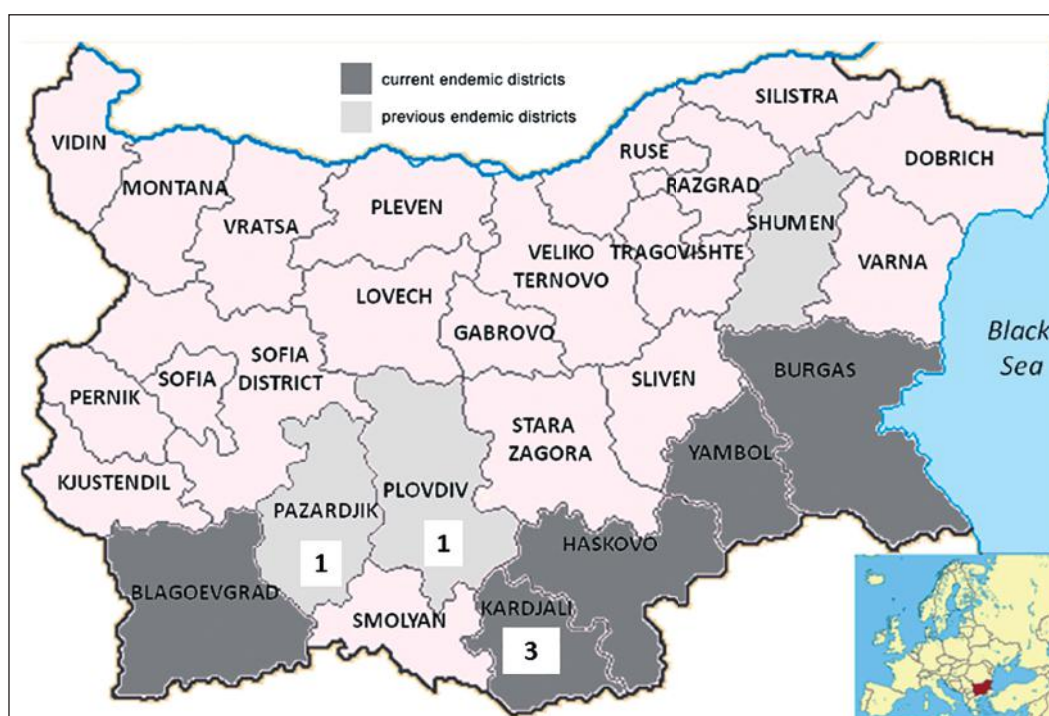 current endemic districts
previous endemic districts
SILISTRA
VIDIN
RUSE
DOBRICH
MONTANA
RAZGRAD
PLEVEN
VRATSA
SHUMEN
VELIKO
TERNOVO
TRAGOVISHTE
VARNA
LOVECH
GABROVO
Black
Sea
SOFIA
DISTRICT
SOFIA
BURGAS
SLIVEN
PERNIK
STARA
ZAGORA
YAMBOL
KJUSTENDIL
PLOVDIV
PAZARDJIK
1
1
HASKOVO
BLAGOEVGRAD
KARDJALI
SMOLYAN
3